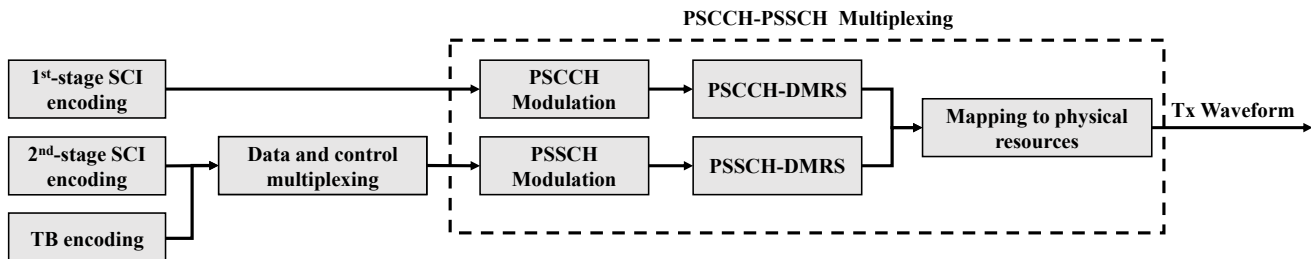 PSCCH-PSSCH Multiplexing
1st-stage SCI
encoding
PSCCH
Modulation
PSCCH-DMRS
Mapping to physical
resources
Tx Waveform
2nd-stage SCI
encoding
Data and control
multiplexing
PSSCH
Modulation
PSSCH-DMRS
TB encoding